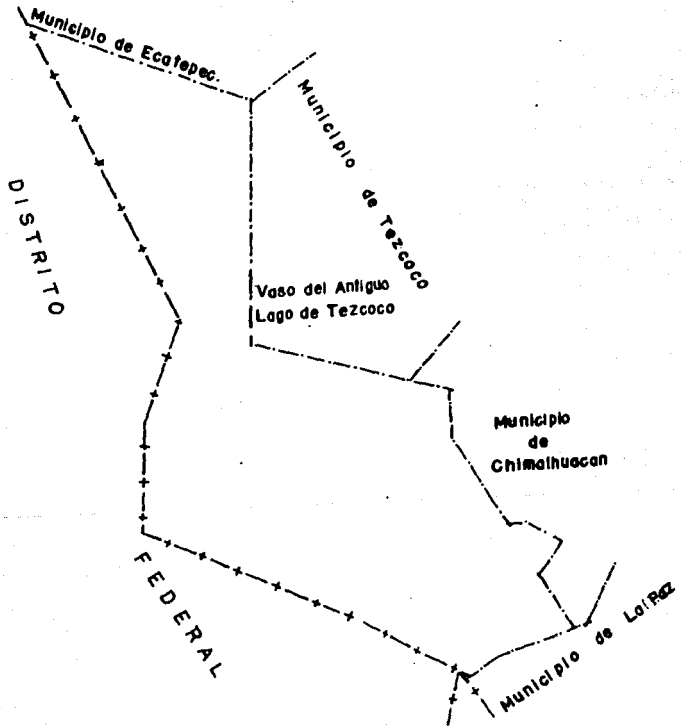 Municipio de Ecatepec.
Municipio de Tezcoco
DISTRITO
Vaso del Antiguo
Lago de Tezcoco
Municipio
de
Chimalhuacan
FEDERAL
Municipio de La Paz